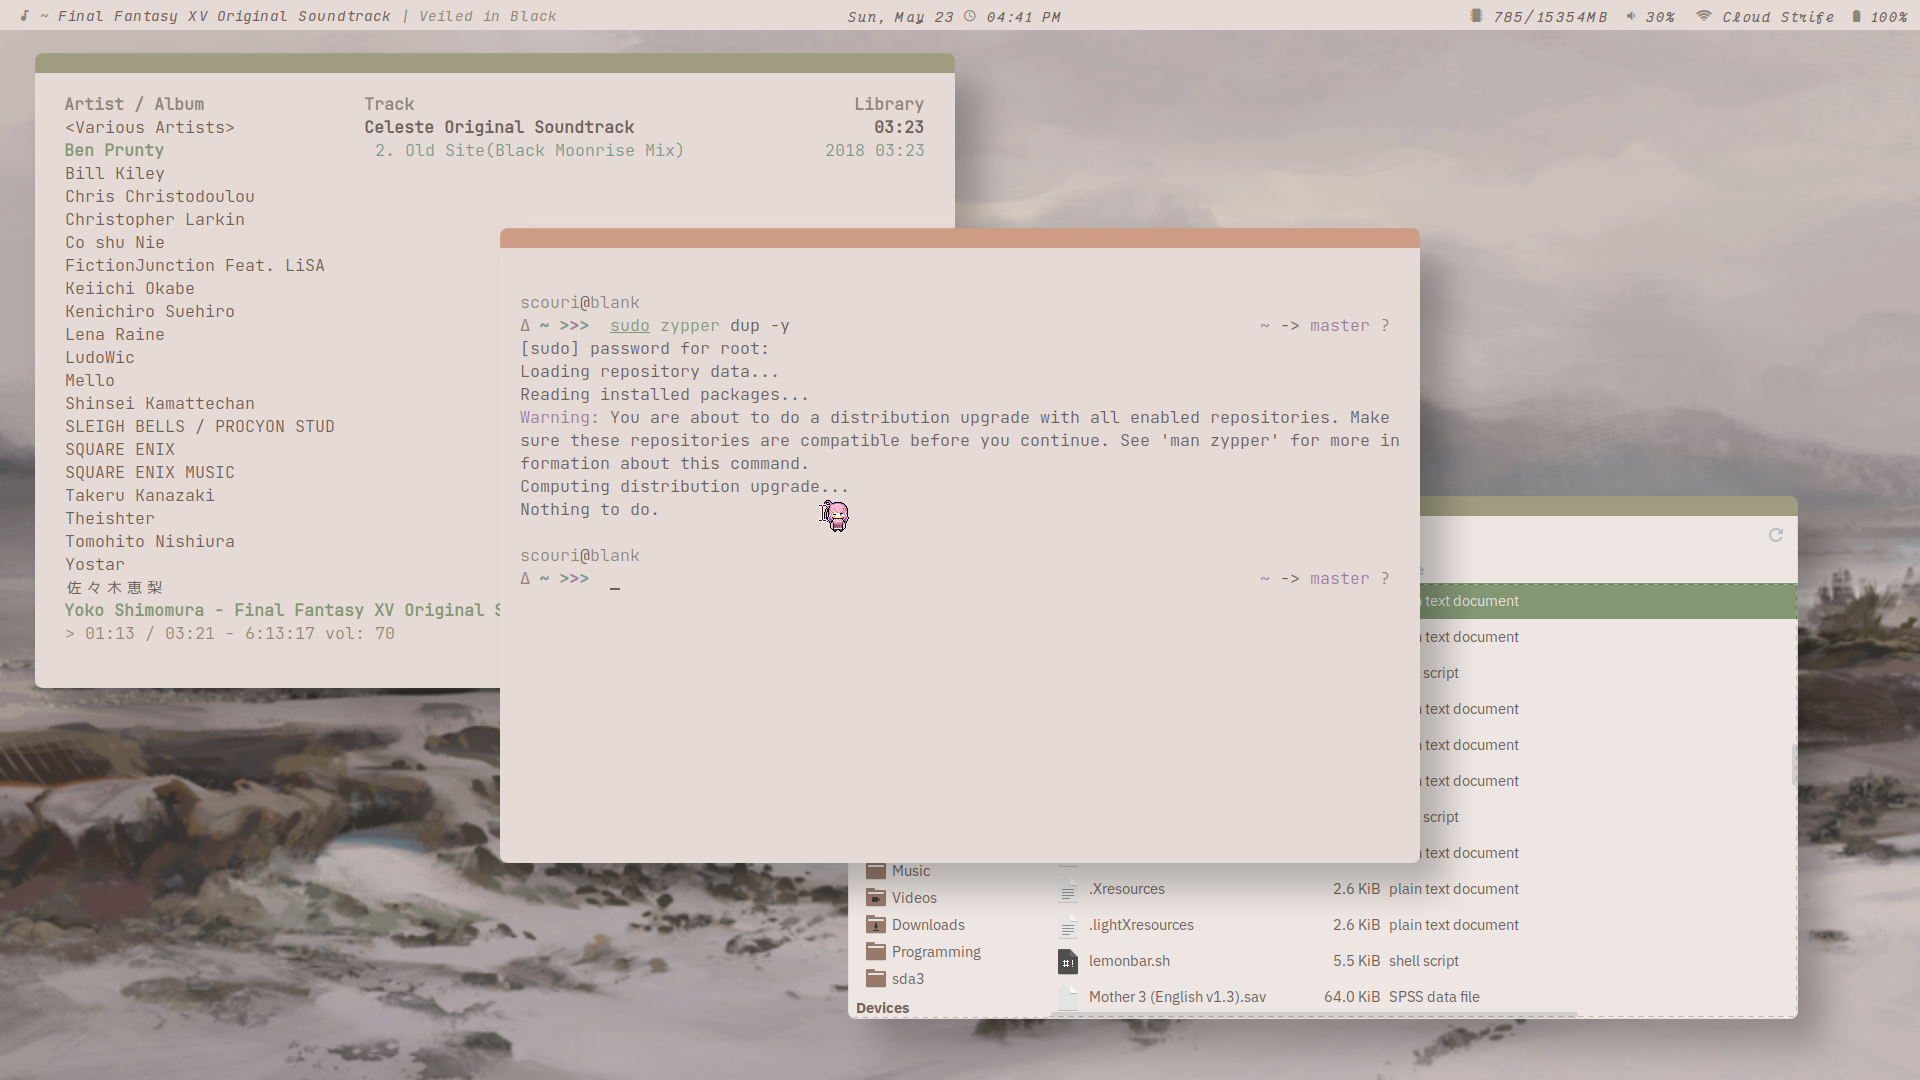 ~ Final Fantasy XV Original Soundtrack | Veiled in Black
Sun, May 23 04:41 PM
785/15354MB 30% Cloud Strife 100%
Artist / Album Track Library
<Various Artists> Celeste Original Soundtrack 03:23
Ben Prunty 2. Old Site(Black Moonrise Mix) 2018 03:23
Bill Kiley
Chris Christodoulou
Christopher Larkin
Co shu Nie
FictionJunction Feat. LiSA
Keiichi Okabe
Kenichiro Suehiro
Lena Raine
LudoWic
Mello
Shinsei Kamattechan
SLEIGH BELLS / PROCYON STUD
SQUARE ENIX
SQUARE ENIX MUSIC
Takeru Kanazaki
Theishter
Tomohito Nishiura
Yostar
佐々木恵梨
Yoko Shimomura - Final Fantasy XV Original
> 01:13 / 03:21 - 6:13:17 vol: 70
scouri@blank
Δ ~ >>> sudo zypper dup -y ~ -> master ?
[sudo] password for root:
Loading repository data...
Reading installed packages...
Warning: You are about to do a distribution upgrade with all enabled repositories. Make
sure these repositories are compatible before you continue. See 'man zypper' for more in
formation about this command.
Computing distribution upgrade...
Nothing to do.
scouri@blank
Δ ~ >>> _ ~ -> master ?
text document
text document
script
text document
text document
text document
script
text document
Music
Videos
Downloads
Programming
sda3
Devices
.Xresources 2.6 KiB plain text document
.lightXresources 2.6 KiB plain text document
lemonbar.sh 5.5 KiB shell script
Mother 3 (English v1.3).sav 64.0 KiB SPSS data file